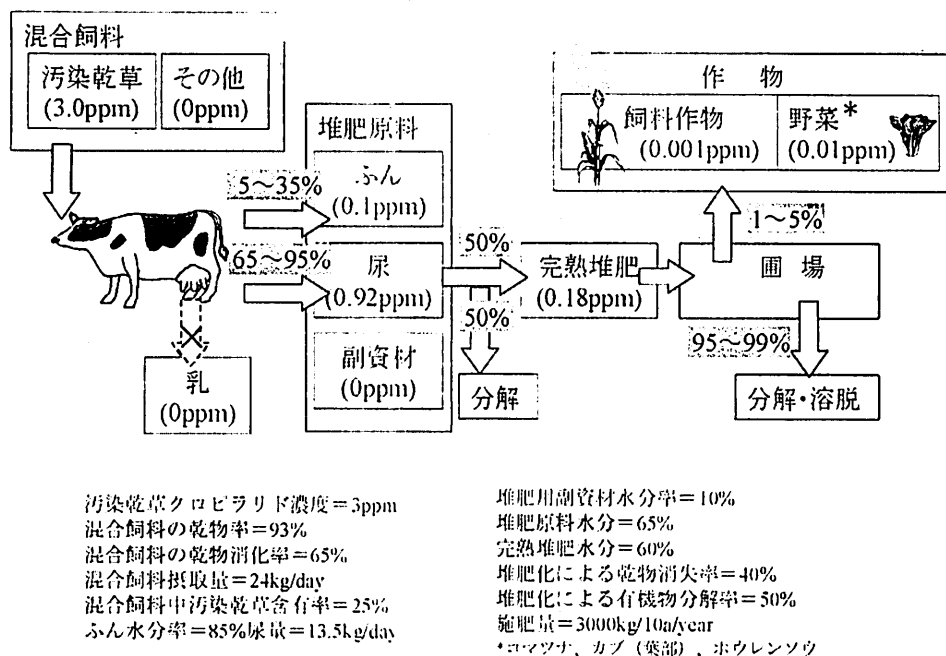 混合飼料
汚染乾草
(3.0ppm)
その他
(0ppm)
5〜35%
65〜95%
乳
(0ppm)
堆肥原料
ふん
(0.1ppm)
尿
(0.92ppm)
副資材
(0ppm)
50%
50%
分解
完熟堆肥
(0.18ppm)
圃場
作物
飼料作物
(0.001ppm)
野菜*
(0.01ppm)
1〜5%
95〜99%
分解・溶脱
汚染乾草クロピラリド濃度=3ppm
混合飼料の乾物率=93%
混合飼料の乾物消化率=65%
混合飼料摂取量=24kg/day
混合飼料中汚染乾草含有率=25%
ふん水分率=85%尿量=13.5kg/day
堆肥用副資材水分率=10%
堆肥原料水分=65%
完熟堆肥水分=60%
堆肥化による乾物消失率=40%
堆肥化による有機物分解率=50%
施肥量=3000kg/10a/year
*コマツナ, カブ (葉部), ホウレンソウ